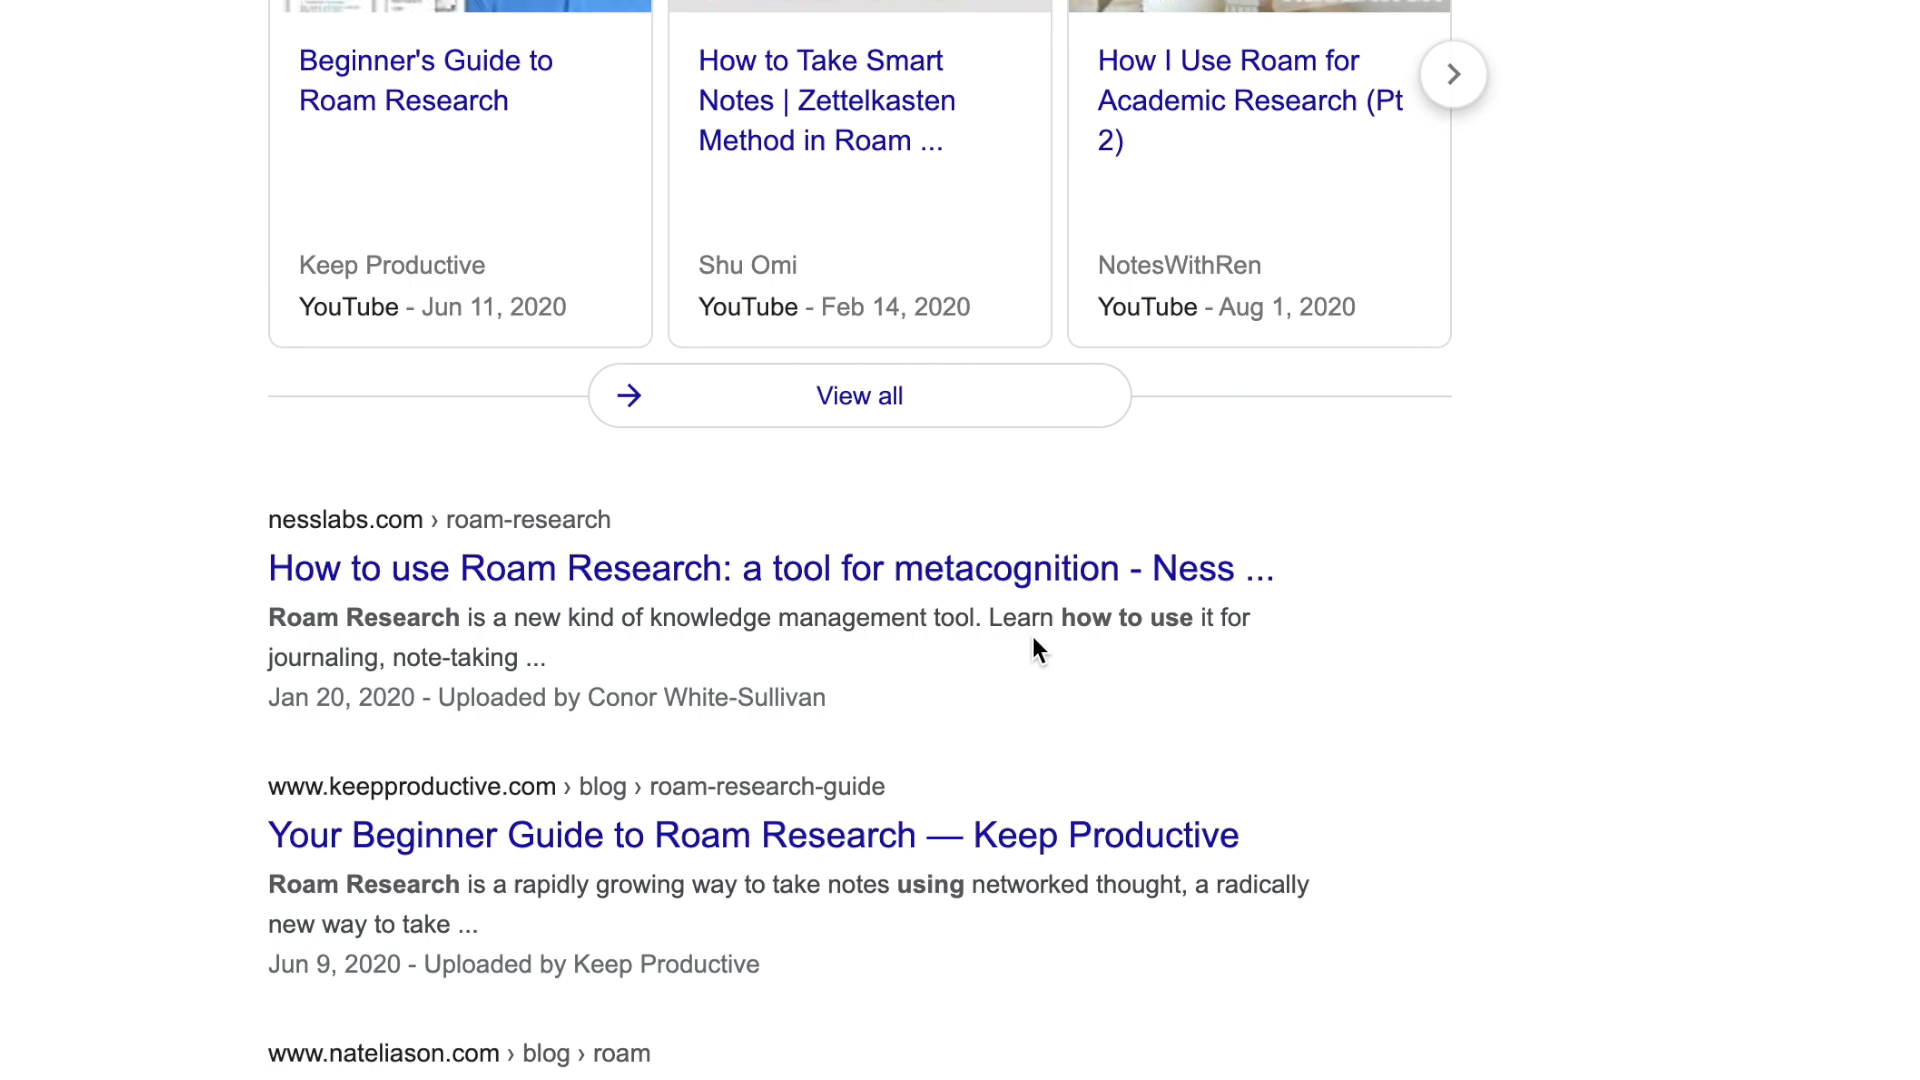 Beginner's Guide to
Roam Research
Keep Productive
YouTube - Jun 11, 2020
How to Take Smart
Notes | Zettelkasten
Method in Roam ...
Shu Omi
YouTube - Feb 14, 2020
How I Use Roam for
Academic Research (Pt
2)
NotesWithRen
YouTube - Aug 1, 2020
View all
nesslabs.com › roam-research
How to use Roam Research: a tool for metacognition - Ness ...
Roam Research is a new kind of knowledge management tool. Learn how to use it for
journaling, note-taking ...
Jan 20, 2020 - Uploaded by Conor White-Sullivan
www.keepproductive.com › blog › roam-research-guide
Your Beginner Guide to Roam Research — Keep Productive
Roam Research is a rapidly growing way to take notes using networked thought, a radically
new way to take ...
Jun 9, 2020 - Uploaded by Keep Productive
www.nateliason.com › blog › roam